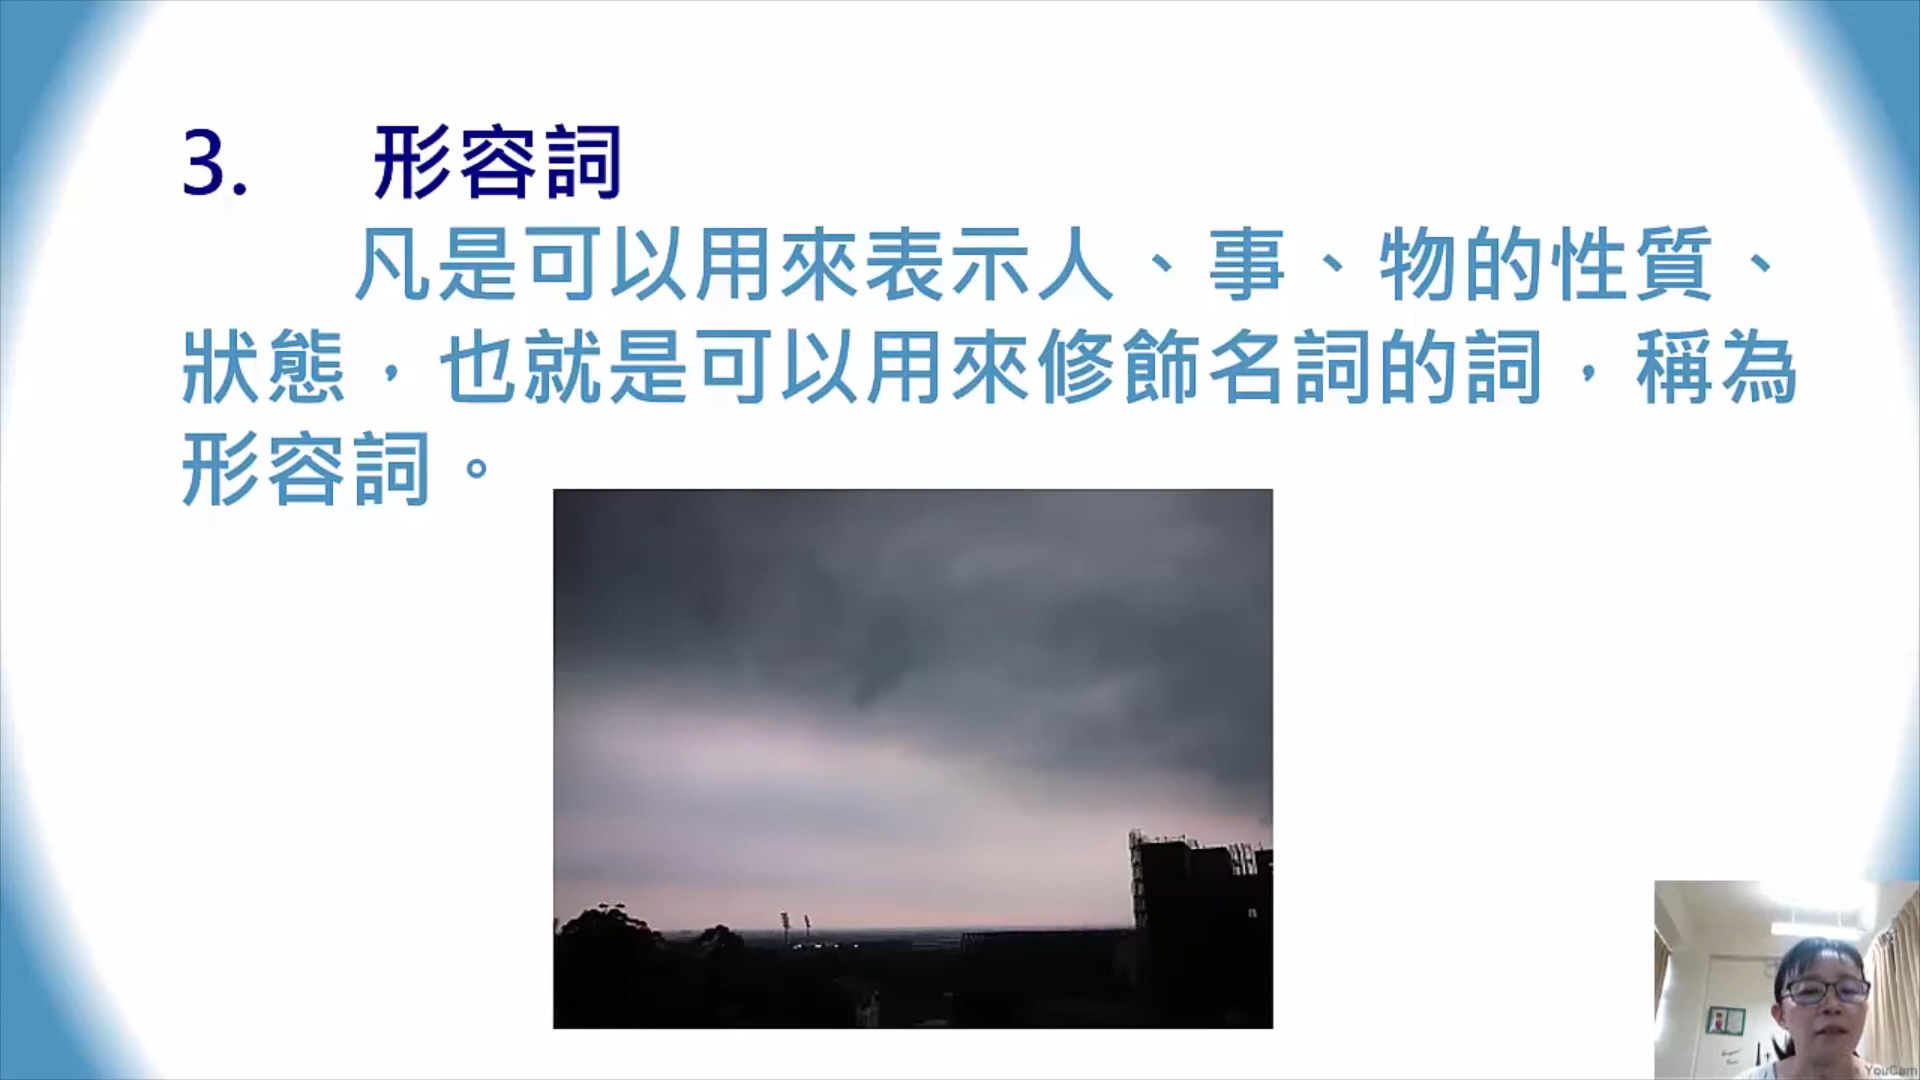 3. 形容詞
凡是可以用來表示人、事、物的性質、
狀態，也就是可以用來修飾名詞的詞，稱為
形容詞。
YouCam